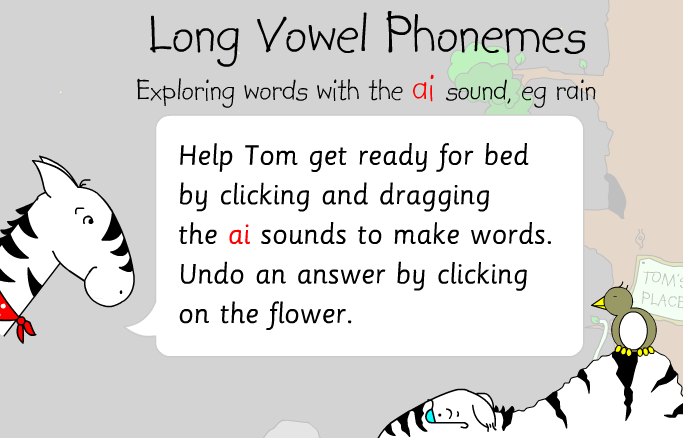 Long Vowel Phonemes
Exploring words with the ai sound, eg rain
Help Tom get ready for bed
by clicking and dragging
the ai sounds to make words.
Undo an answer by clicking
on the flower.
TOM'S
PLACE